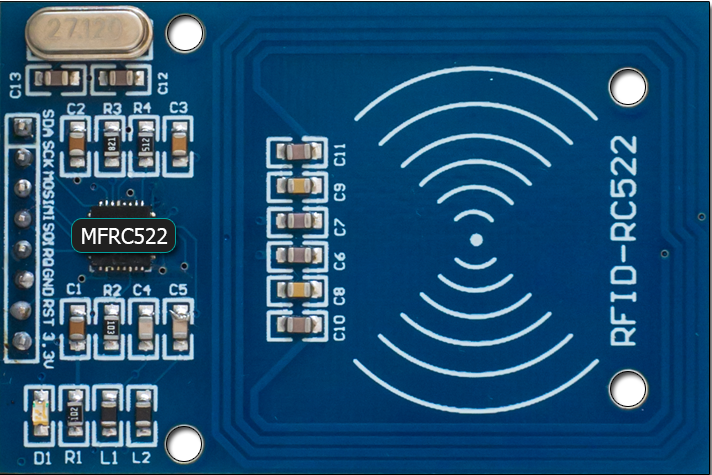 27.120
C13
C12
C2 R3 R4 C3
821
512
SDA SCK MOSI MISO IRQ GND RST 3.3V
MFRC522
C1 R2 C4 C5
103
102
D1 R1 L1 L2
C11
C9
C7
C6
C8
C10
RFID-RC522